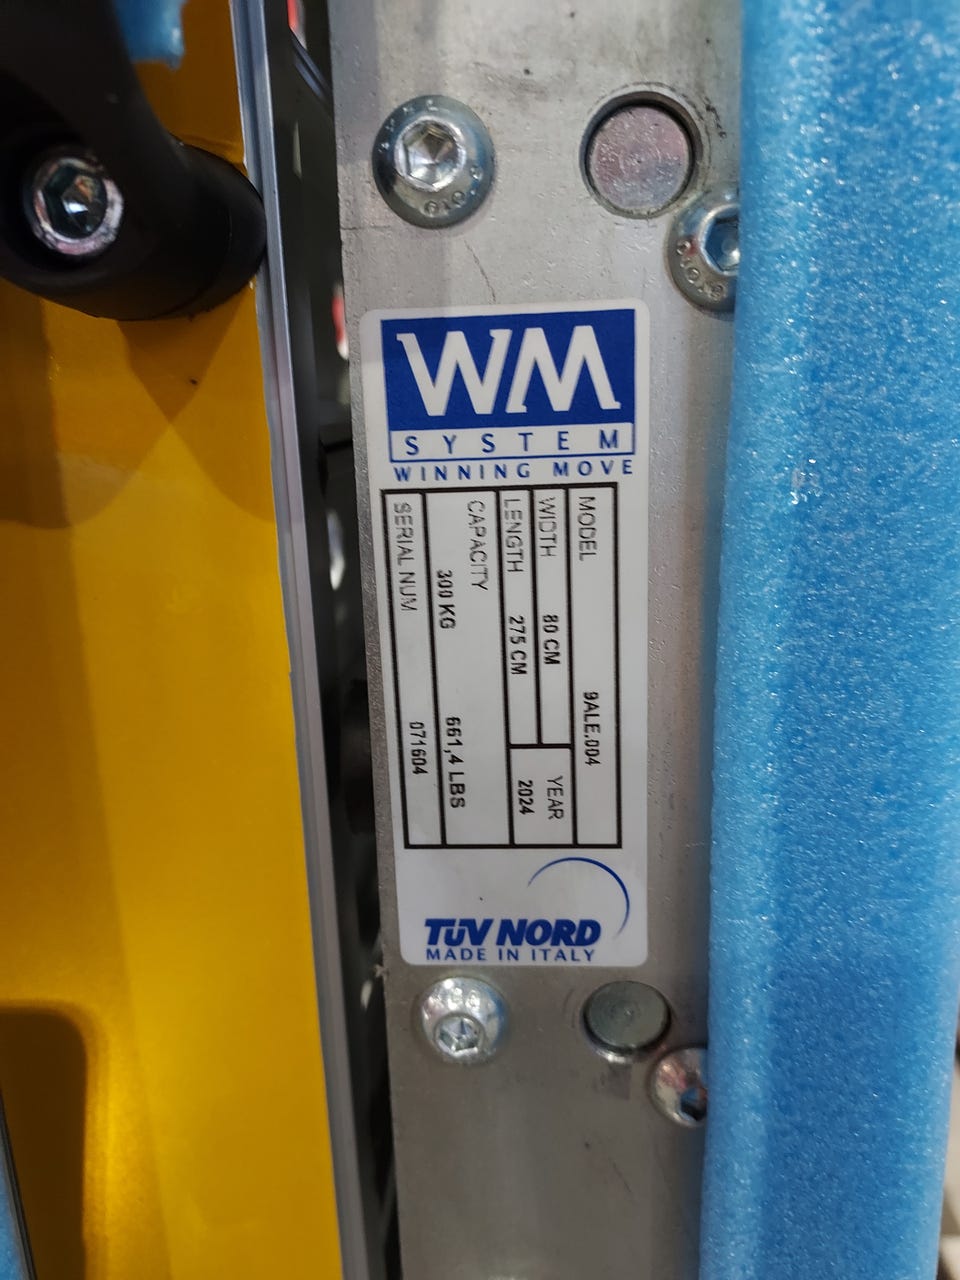 WM
SYSTEM
WINNING MOVE
MODEL 9ALE.004
WIDTH 80 CM
LENGTH 275 CM
YEAR
2024
CAPACITY
300 KG 661,4 LBS
SERIAL NUM 071604
TÜV NORD
MADE IN ITALY